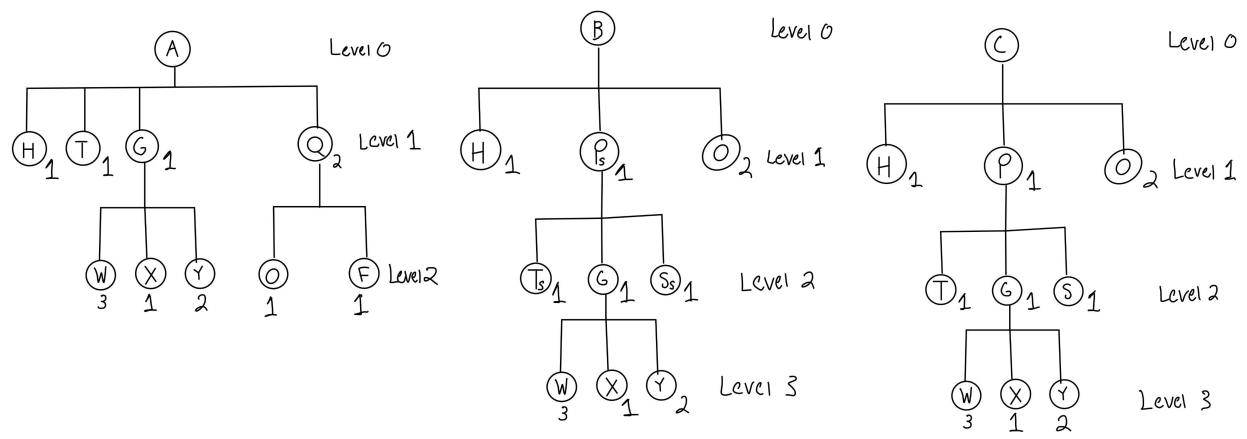 A Level 0
H 1 T 1 G 1 Q 2 Level 1
W 3 X 1 Y 2 O 1 F 1 Level 2
B Level 0
H 1 Ps 1 O 2 Level 1
Ts 1 G 1 Ss 1 Level 2
W 3 X 1 Y 2 Level 3
C Level 0
H 1 P 1 O 2 Level 1
T 1 G 1 S 1 Level 2
W 3 X 1 Y 2 Level 3